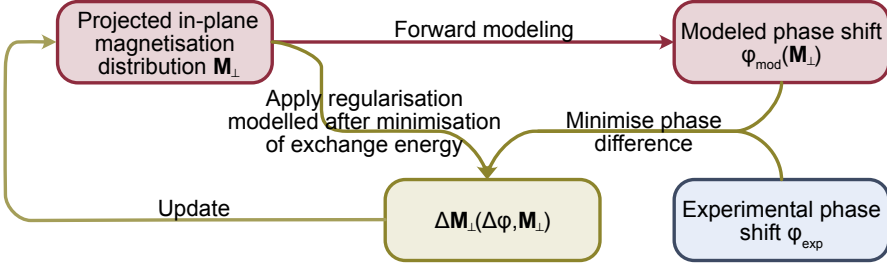 Projected in-plane
magnetisation
distribution M⊥
Forward modeling
Modeled phase shift
φmod(M⊥)
Apply regularisation
modelled after minimisation
of exchange energy
Minimise phase
difference
Update
ΔM⊥(Δφ,M⊥)
Experimental phase
shift φexp